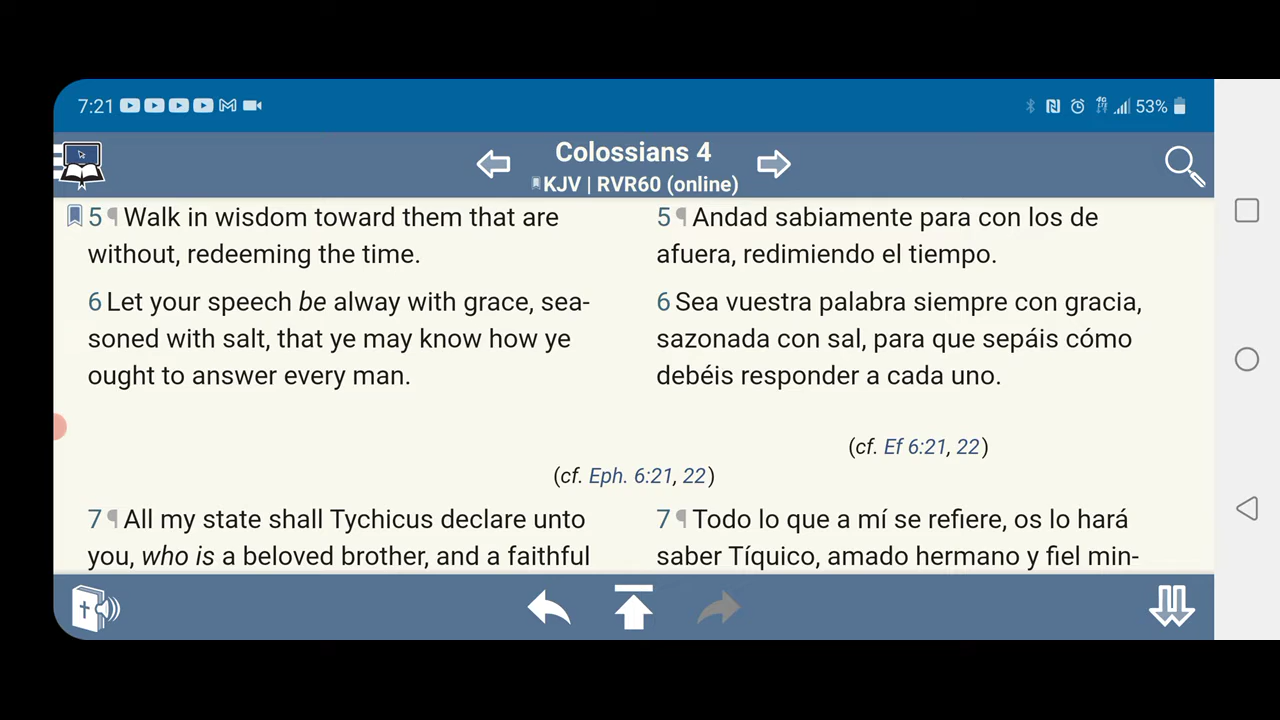 7:21
53%
Colossians 4
KJV | RVR60 (online)
5 ¶ Walk in wisdom toward them that are
without, redeeming the time.
6 Let your speech be alway with grace, sea-
soned with salt, that ye may know how ye
ought to answer every man.
(cf. Eph. 6:21, 22)
7 ¶ All my state shall Tychicus declare unto
you, who is a beloved brother, and a faithful
5 ¶ Andad sabiamente para con los de
afuera, redimiendo el tiempo.
6 Sea vuestra palabra siempre con gracia,
sazonada con sal, para que sepáis cómo
debéis responder a cada uno.
(cf. Ef 6:21, 22)
7 ¶ Todo lo que a mí se refiere, os lo hará
saber Tíquico, amado hermano y fiel min-